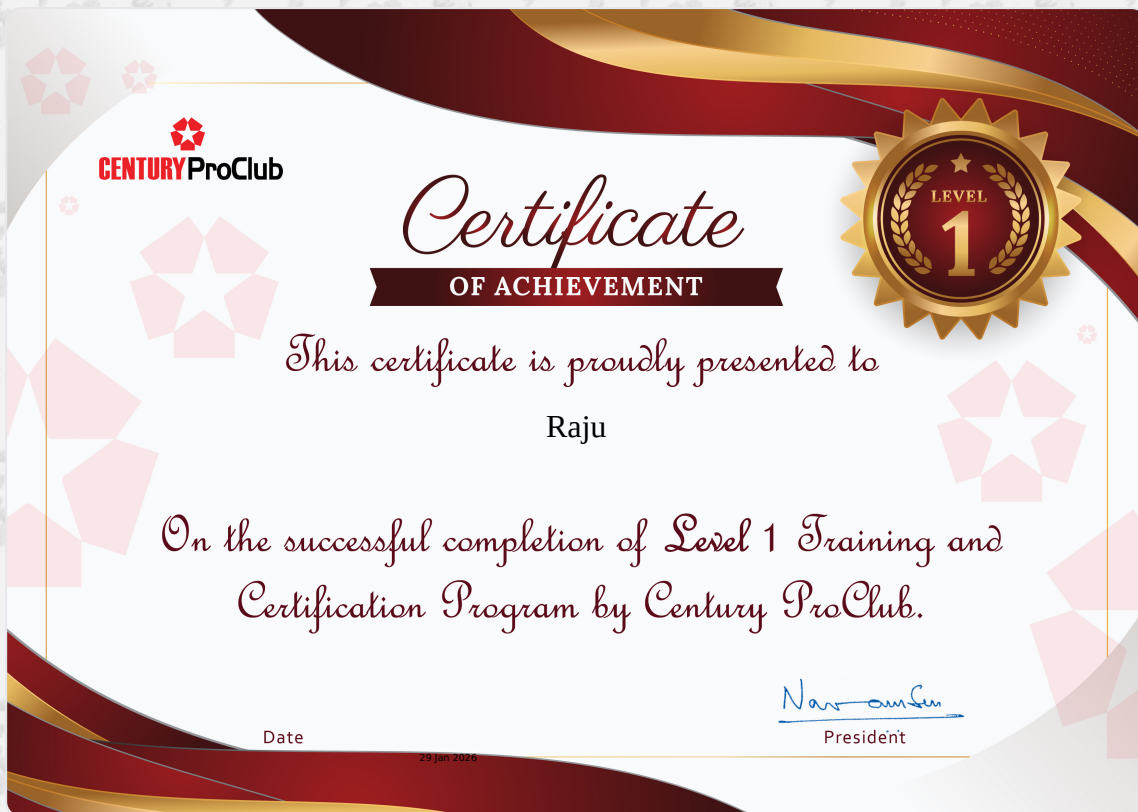 CENTURY ProClub
LEVEL
1
Certificate
OF ACHIEVEMENT
This certificate is proudly presented to
Raju
On the successful completion of Level 1 Training and
Certification Program by Century ProClub.
Date
President
29 Jan 2026